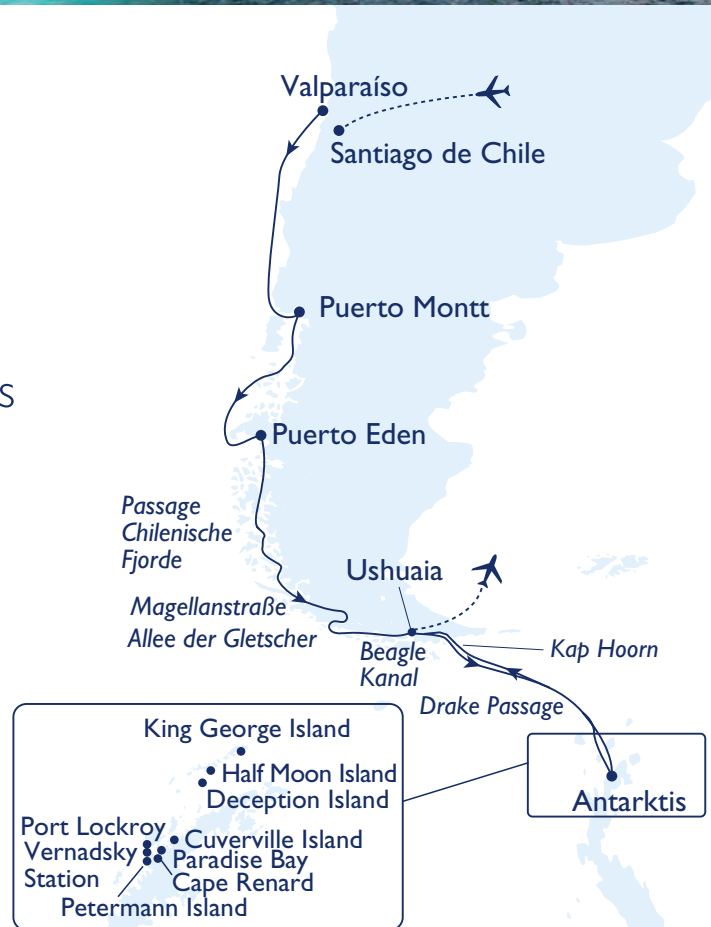 Valparaíso
Santiago de Chile
Puerto Montt
S
Puerto Eden
Passage
Chilenische
Fjorde
Ushuaia
Magellanstraße
Allee der Gletscher
Beagle
Kanal
Kap Hoorn
Drake Passage
King George Island
Half Moon Island
Deception Island
Antarktis
Port Lockroy
Cuverville Island
Vernadsky
Station
Paradise Bay
Cape Renard
Petermann Island